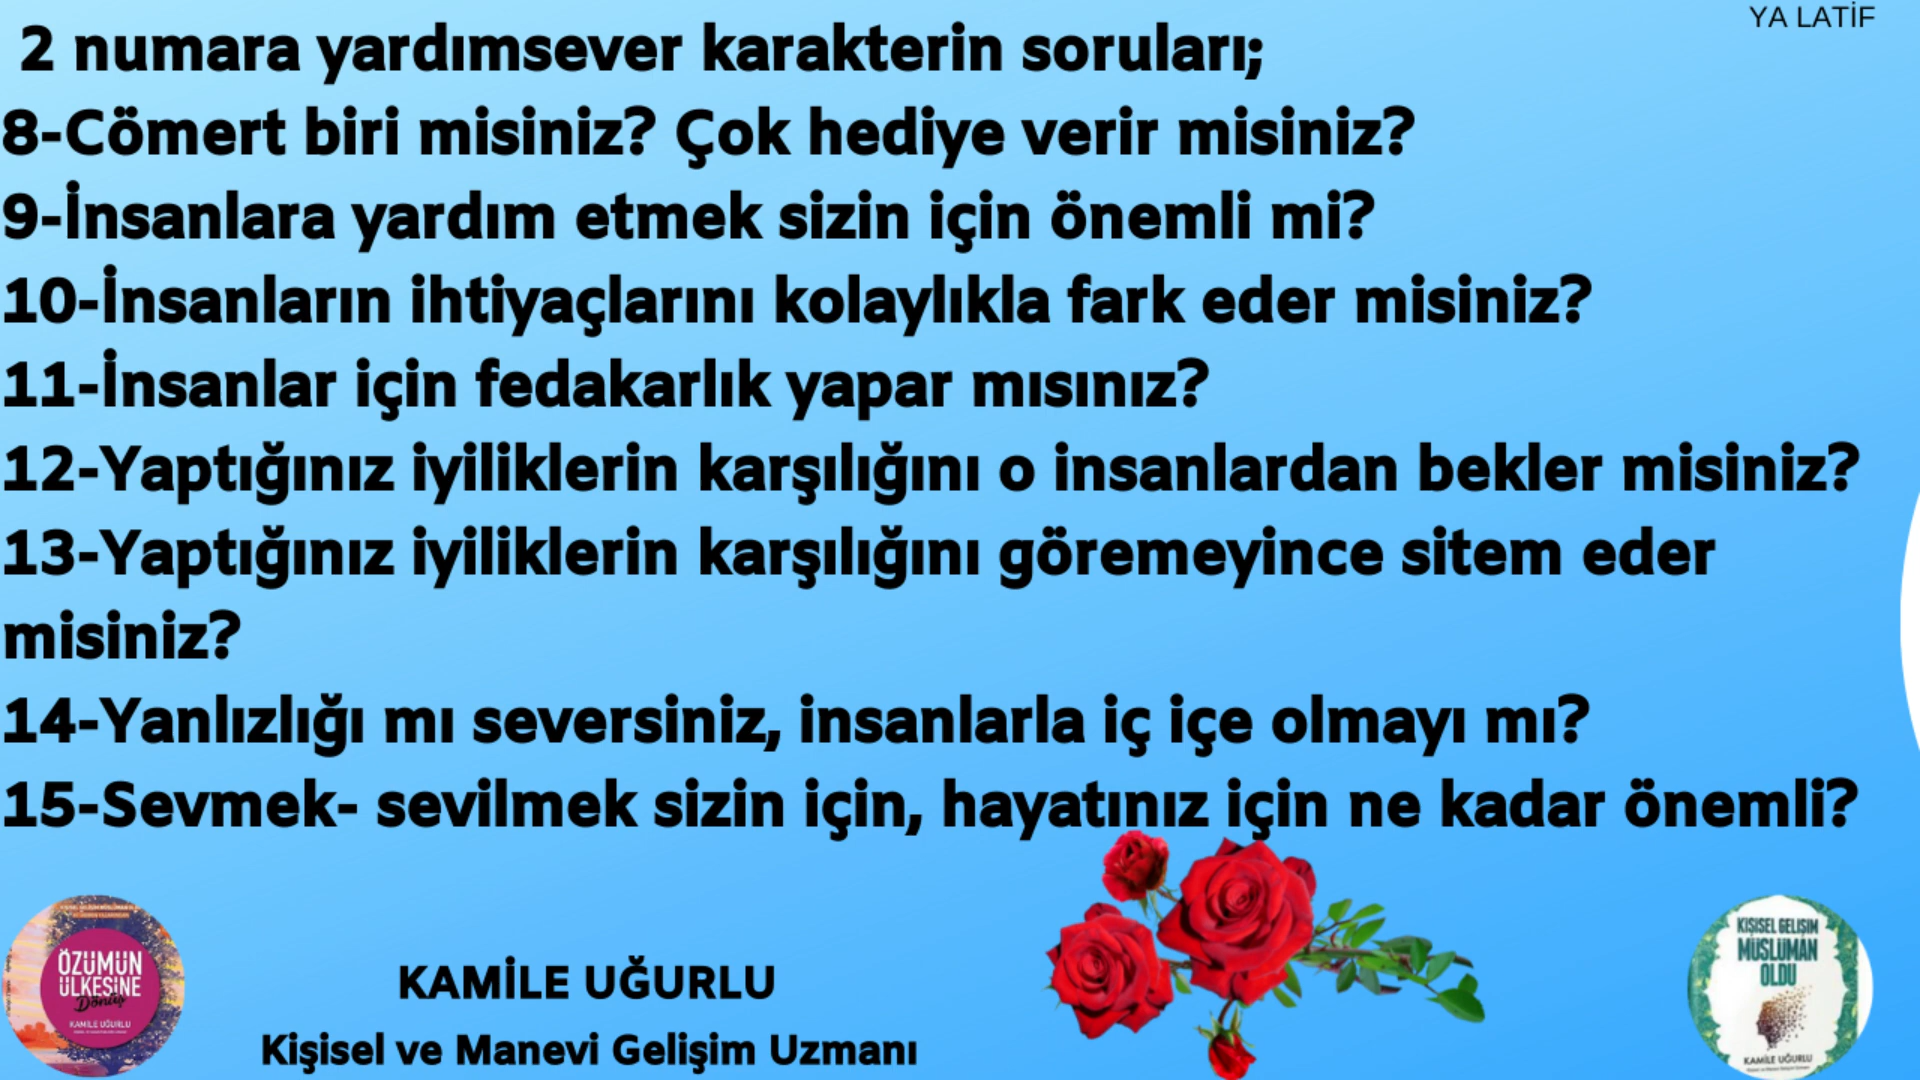 YA LATİF
2 numara yardımsever karakterin soruları;
8-Cömert biri misiniz? Çok hediye verir misiniz?
9-İnsanlara yardım etmek sizin için önemli mi?
10-İnsanların ihtiyaçlarını kolaylıkla fark eder misiniz?
11-İnsanlar için fedakarlık yapar mısınız?
12-Yaptığınız iyiliklerin karşılığını o insanlardan bekler misiniz?
13-Yaptığınız iyiliklerin karşılığını göremeyince sitem eder
misiniz?
14-Yanlızlığı mı seversiniz, insanlarla iç içe olmayı mı?
15-Sevmek- sevilmek sizin için, hayatınız için ne kadar önemli?
ÖZÜMÜN
ÜLKESİNE
Dönüş
KAMİLE UĞURLU
KAMİLE UĞURLU
Kişisel ve Manevi Gelişim Uzmanı
KİŞİSEL GELİŞİM
MÜSLÜMAN
OLDU
KAMİLE UĞURLU